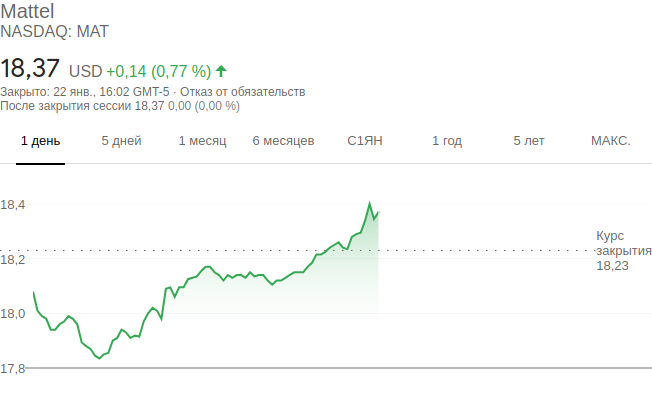 Mattel
NASDAQ: MAT
18,37 USD +0,14 (0,77 %)
Закрыто: 22 янв., 16:02 GMT-5 · Отказ от обязательств
После закрытия сессии 18,37 0,00 (0,00 %)
1 день 5 дней 1 месяц 6 месяцев С1ЯН 1 год 5 лет МАКС.
18,4
Курс
закрытия
18,23
18,2
18,0
17,8